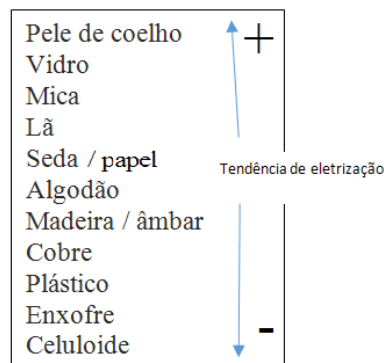 Pele de coelho
+
Vidro
Mica
Lã
Seda / papel
Tendência de eletrização
Algodão
Madeira / âmbar
Cobre
Plástico
Enxofre
-
Celuloide